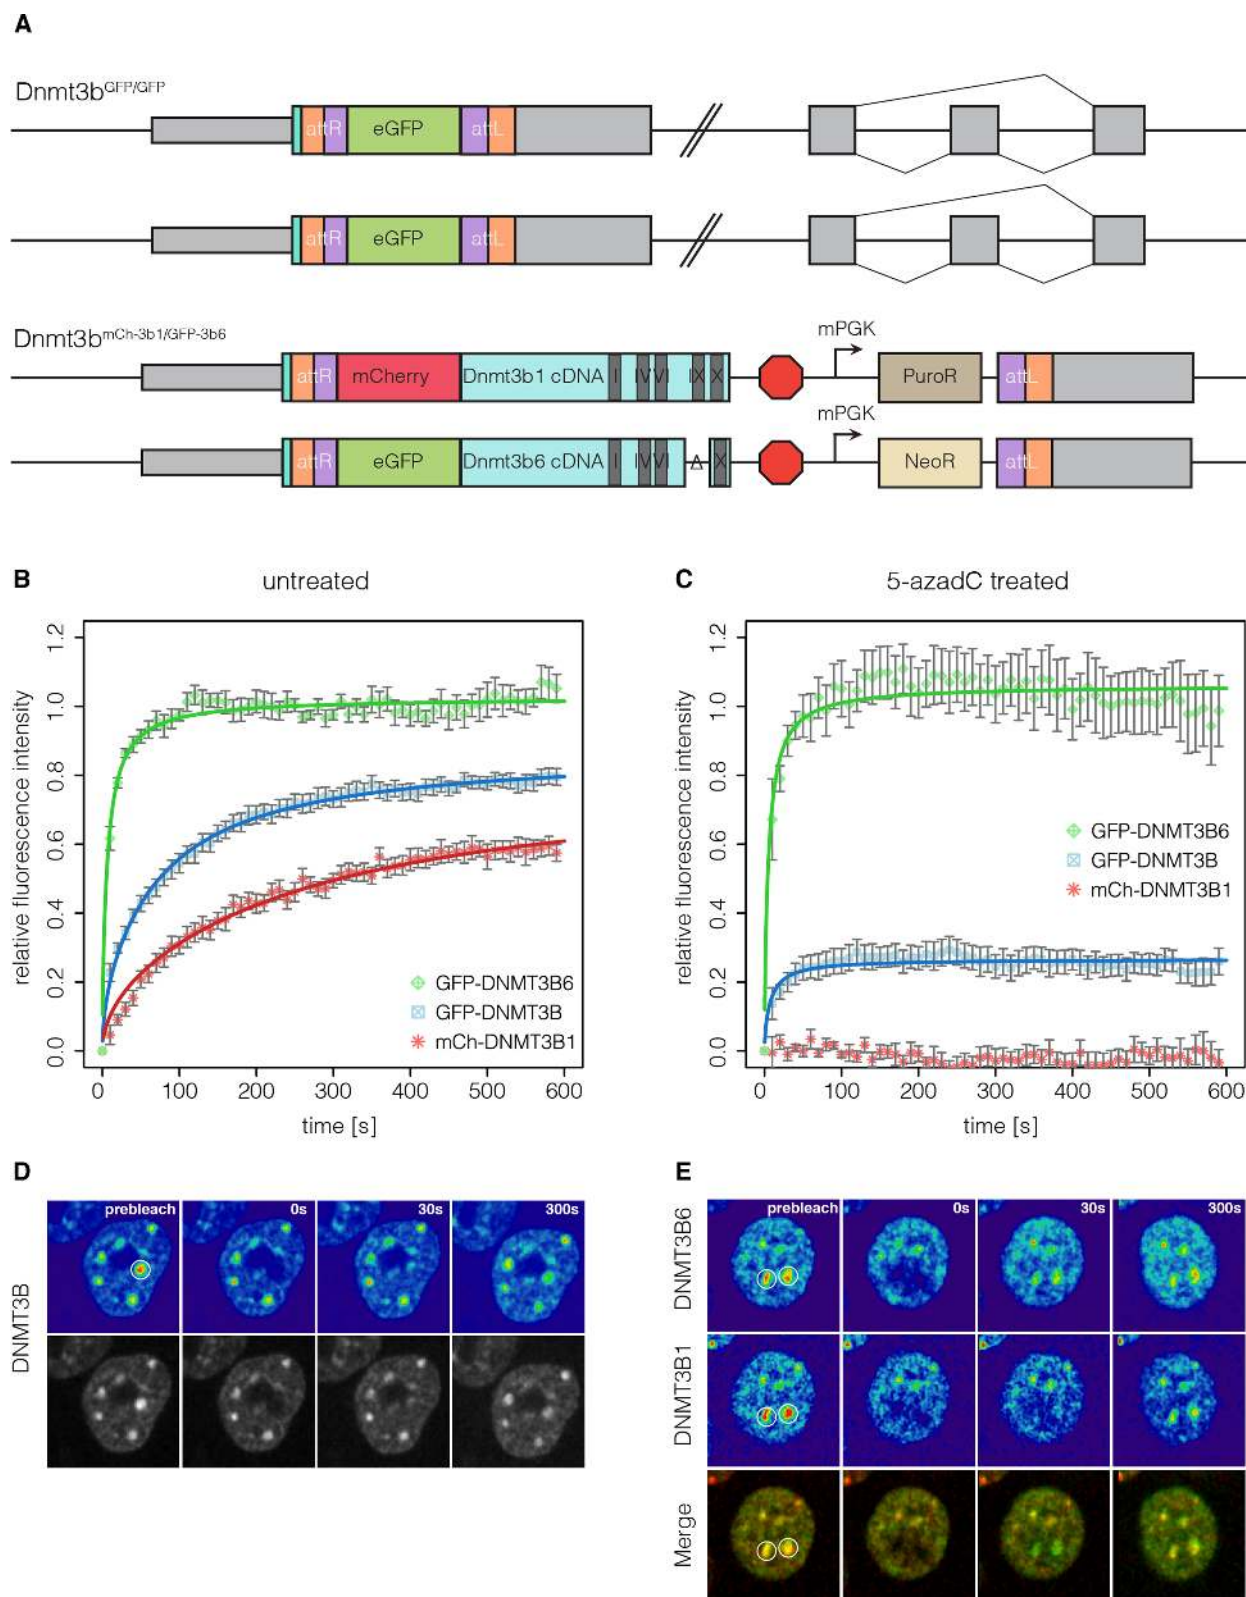 A
Dnmt3bGFP/GFP
attR eGFP attL
attR eGFP attL
Dnmt3bmCh-3b1/GFP-3b6
mPGK
attR mCherry Dnmt3b1 cDNA I IV VI IX X PuroR attL
mPGK
attR eGFP Dnmt3b6 cDNA I IV VI Δ X NeoR attL
B untreated
relative fluorescence intensity
1.2
1.0
0.8
0.6
0.4
0.2
0.0
GFP-DNMT3B6
GFP-DNMT3B
mCh-DNMT3B1
0 100 200 300 400 500 600
time [s]
C 5-azadC treated
relative fluorescence intensity
1.2
1.0
0.8
0.6
0.4
0.2
0.0
GFP-DNMT3B6
GFP-DNMT3B
mCh-DNMT3B1
0 100 200 300 400 500 600
time [s]
D
prebleach 0s 30s 300s
DNMT3B
E
prebleach 0s 30s 300s
DNMT3B6
DNMT3B1
Merge